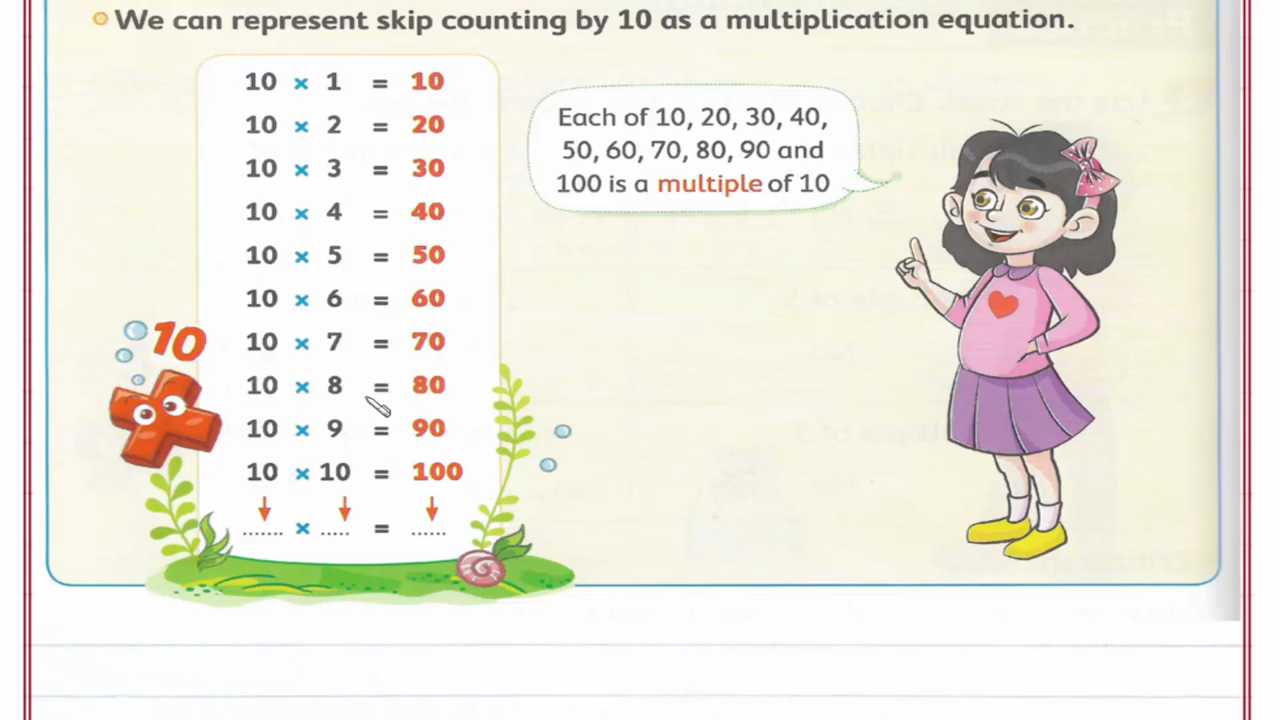 We can represent skip counting by 10 as a multiplication equation.
10 × 1 = 10
10 × 2 = 20
10 × 3 = 30
10 × 4 = 40
10 × 5 = 50
10 × 6 = 60
10 × 7 = 70
10 × 8 = 80
10 × 9 = 90
10 × 10 = 100
...... × ..... = ......
10
Each of 10, 20, 30, 40,
50, 60, 70, 80, 90 and
100 is a multiple of 10